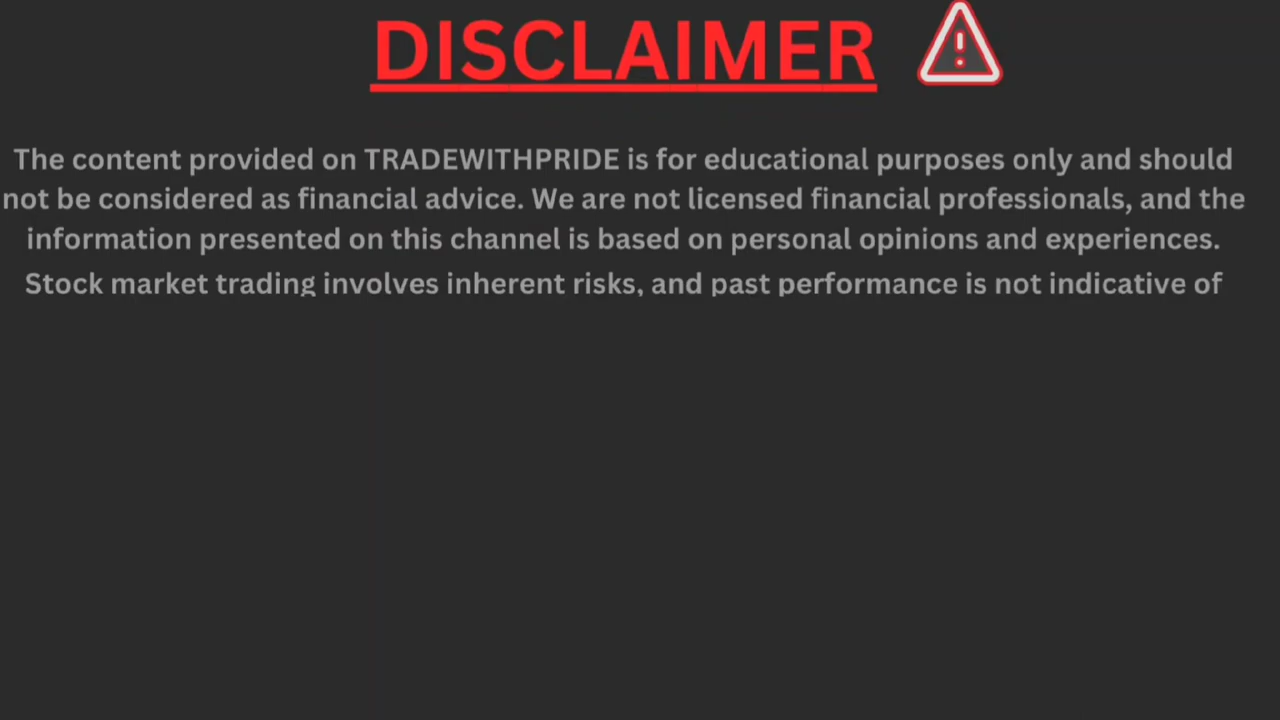 DISCLAIMER
The content provided on TRADEWITHPRIDE is for educational purposes only and should
not be considered as financial advice. We are not licensed financial professionals, and the
information presented on this channel is based on personal opinions and experiences.
Stock market trading involves inherent risks, and past performance is not indicative of